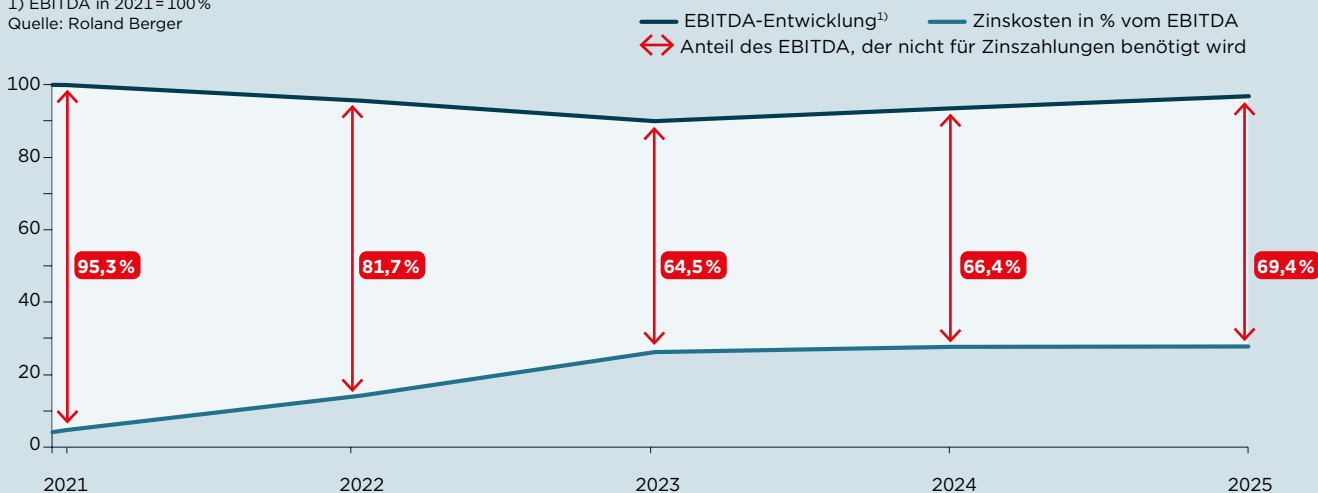 1) EBITDA in 2021 = 100 %
Quelle: Roland Berger
EBITDA-Entwicklung1) Zinskosten in % vom EBITDA
Anteil des EBITDA, der nicht für Zinszahlungen benötigt wird
100
80
60
95,3 % 81,7 % 64,5 % 66,4 % 69,4 %
40
20
0
2021 2022 2023 2024 2025